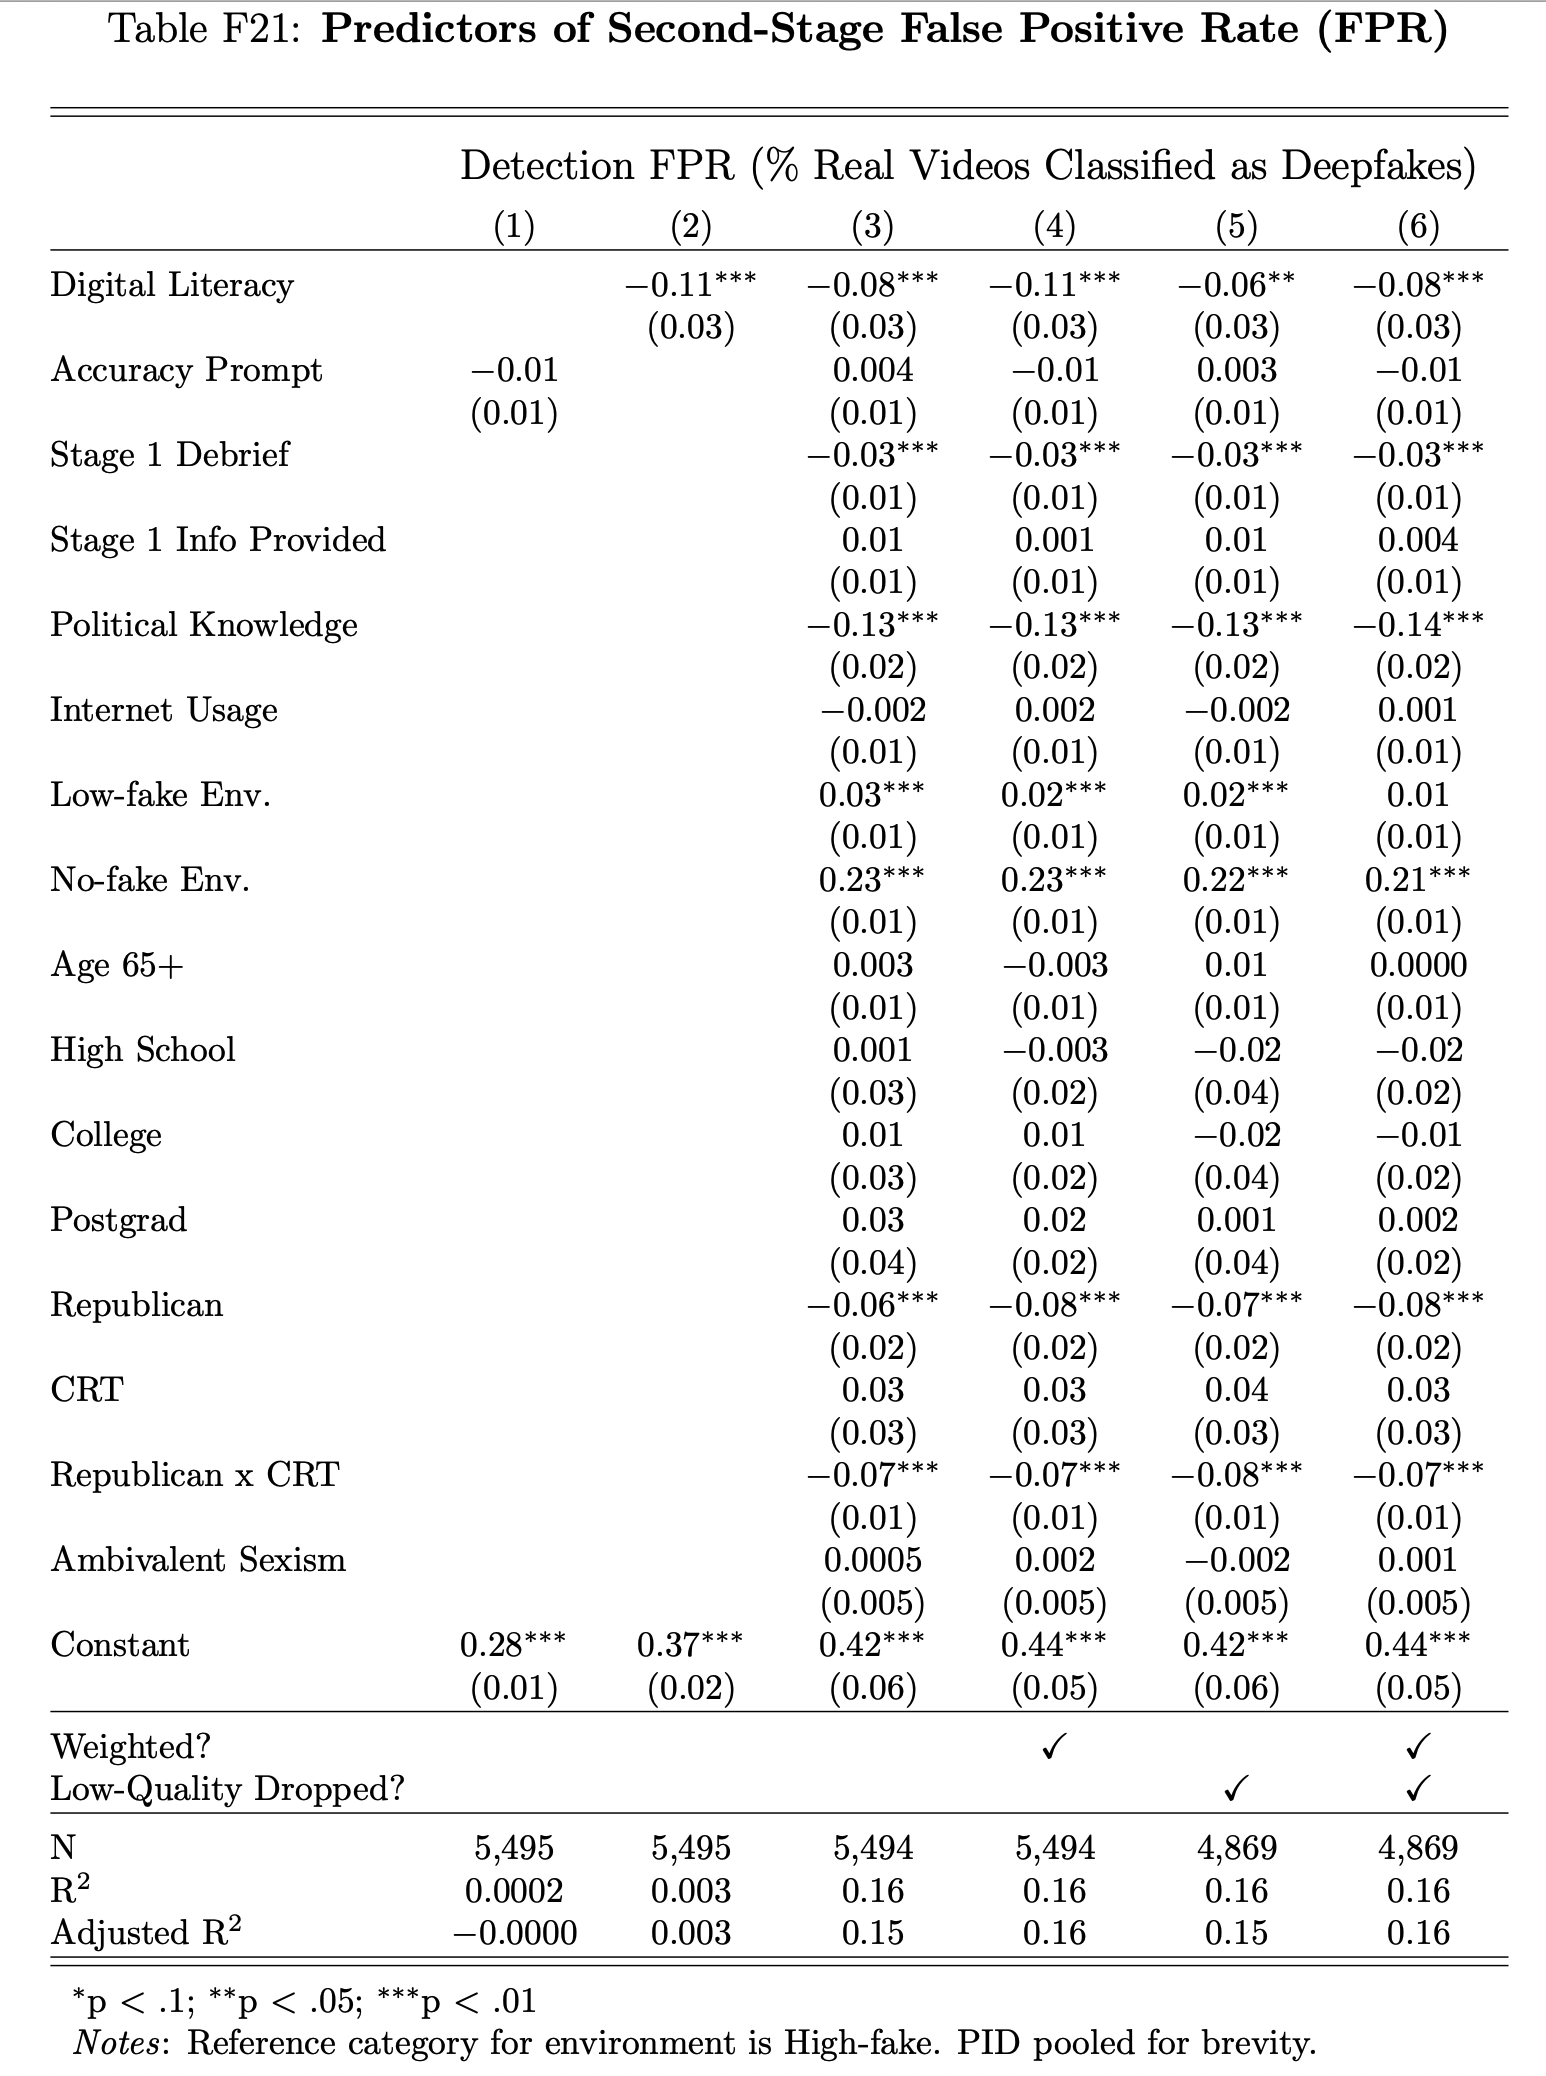 Table F21: Predictors of Second-Stage False Positive Rate (FPR)
Detection FPR (% Real Videos Classified as Deepfakes)
(1) (2) (3) (4) (5) (6)
Digital Literacy −0.11*** −0.08*** −0.11*** −0.06** −0.08***
(0.03) (0.03) (0.03) (0.03) (0.03)
Accuracy Prompt −0.01 0.004 −0.01 0.003 −0.01
(0.01) (0.01) (0.01) (0.01) (0.01)
Stage 1 Debrief −0.03*** −0.03*** −0.03*** −0.03***
(0.01) (0.01) (0.01) (0.01)
Stage 1 Info Provided 0.01 0.001 0.01 0.004
(0.01) (0.01) (0.01) (0.01)
Political Knowledge −0.13*** −0.13*** −0.13*** −0.14***
(0.02) (0.02) (0.02) (0.02)
Internet Usage −0.002 0.002 −0.002 0.001
(0.01) (0.01) (0.01) (0.01)
Low-fake Env. 0.03*** 0.02*** 0.02*** 0.01
(0.01) (0.01) (0.01) (0.01)
No-fake Env. 0.23*** 0.23*** 0.22*** 0.21***
(0.01) (0.01) (0.01) (0.01)
Age 65+ 0.003 −0.003 0.01 0.0000
(0.01) (0.01) (0.01) (0.01)
High School 0.001 −0.003 −0.02 −0.02
(0.03) (0.02) (0.04) (0.02)
College 0.01 0.01 −0.02 −0.01
(0.03) (0.02) (0.04) (0.02)
Postgrad 0.03 0.02 0.001 0.002
(0.04) (0.02) (0.04) (0.02)
Republican −0.06*** −0.08*** −0.07*** −0.08***
(0.02) (0.02) (0.02) (0.02)
CRT 0.03 0.03 0.04 0.03
(0.03) (0.03) (0.03) (0.03)
Republican x CRT −0.07*** −0.07*** −0.08*** −0.07***
(0.01) (0.01) (0.01) (0.01)
Ambivalent Sexism 0.0005 0.002 −0.002 0.001
(0.005) (0.005) (0.005) (0.005)
Constant 0.28*** 0.37*** 0.42*** 0.44*** 0.42*** 0.44***
(0.01) (0.02) (0.06) (0.05) (0.06) (0.05)
Weighted? ✓ ✓
Low-Quality Dropped? ✓ ✓
N 5,495 5,495 5,494 5,494 4,869 4,869
R² 0.0002 0.003 0.16 0.16 0.16 0.16
Adjusted R² −0.0000 0.003 0.15 0.16 0.15 0.16
*p < .1; **p < .05; ***p < .01
Notes: Reference category for environment is High-fake. PID pooled for brevity.